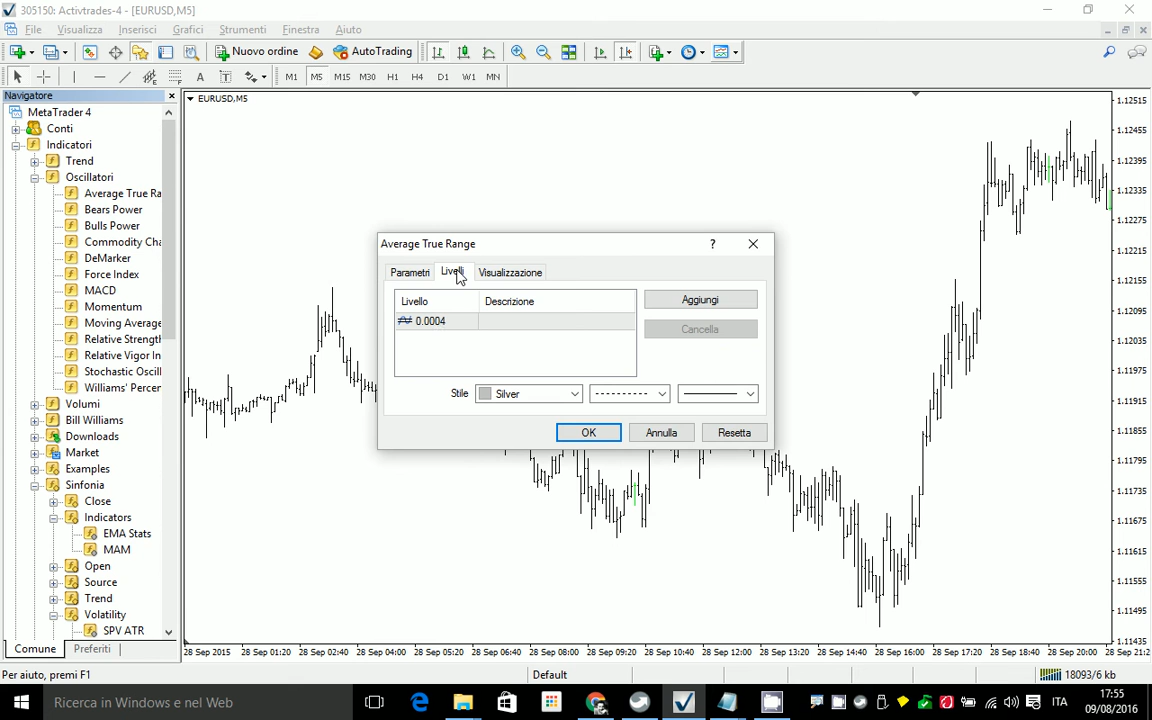 305150: Activtrades-4 - [EURUSD,M5]
File Visualizza Inserisci Grafici Strumenti Finestra Aiuto
Nuovo ordine AutoTrading
A T M1 M5 M15 M30 H1 H4 D1 W1 MN
Navigatore
MetaTrader 4
Conti
Indicatori
Trend
Oscillatori
Average True Ra
Bears Power
Bulls Power
Commodity Cha
DeMarker
Force Index
MACD
Momentum
Moving Average
Relative Strengt
Relative Vigor In
Stochastic Oscil
Williams' Percen
Volumi
Bill Williams
Downloads
Market
Examples
Sinfonia
Close
Indicators
EMA Stats
MAM
Open
Source
Trend
Volatility
SPV ATR
Comune Preferiti
EURUSD,M5
Average True Range ?
Parametri Livelli Visualizzazione
Livello Descrizione Aggiungi
0.0004 Cancella
Stile Silver
OK Annulla Resetta
1.12515
1.12455
1.12395
1.12335
1.12275
1.12215
1.12155
1.12095
1.12035
1.11975
1.11915
1.11855
1.11795
1.11735
1.11675
1.11615
1.11555
1.11495
1.11435
28 Sep 2015 28 Sep 01:20 28 Sep 02:40 28 Sep 04:00 28 Sep 05:20 28 Sep 06:40 28 Sep 08:00 28 Sep 09:20 28 Sep 10:40 28 Sep 12:00 28 Sep 13:20 28 Sep 14:40 28 Sep 16:00 28 Sep 17:20 28 Sep 18:40 28 Sep 20:00 28 Sep 21:2
Per aiuto, premi F1 Default 18093/6 kb
Ricerca in Windows e nel Web ITA 17:55
09/08/2016